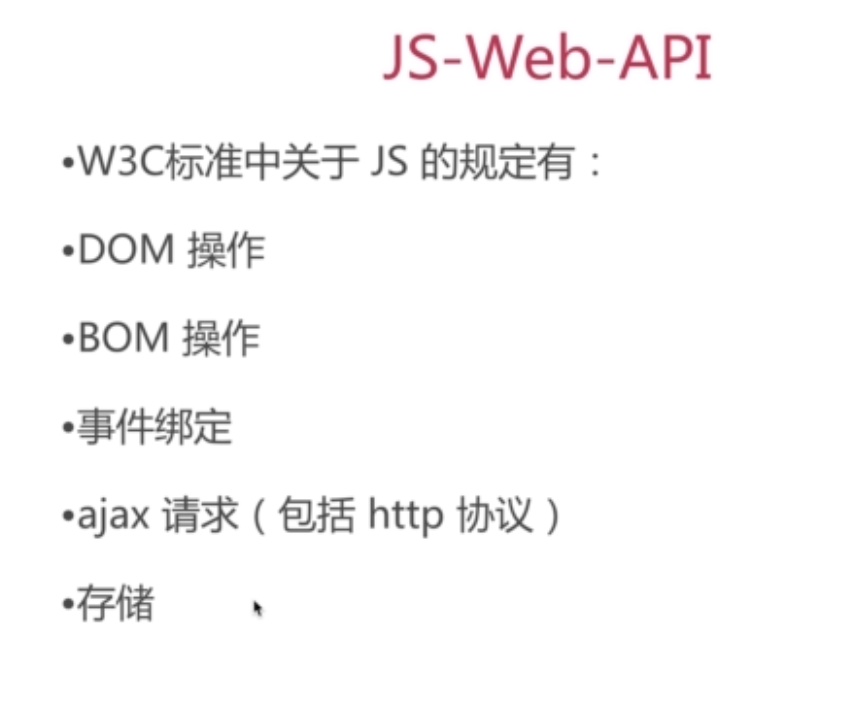 JS-Web-API
•W3C标准中关于 JS 的规定有：
•DOM 操作
•BOM 操作
•事件绑定
•ajax 请求（包括 http 协议）
•存储